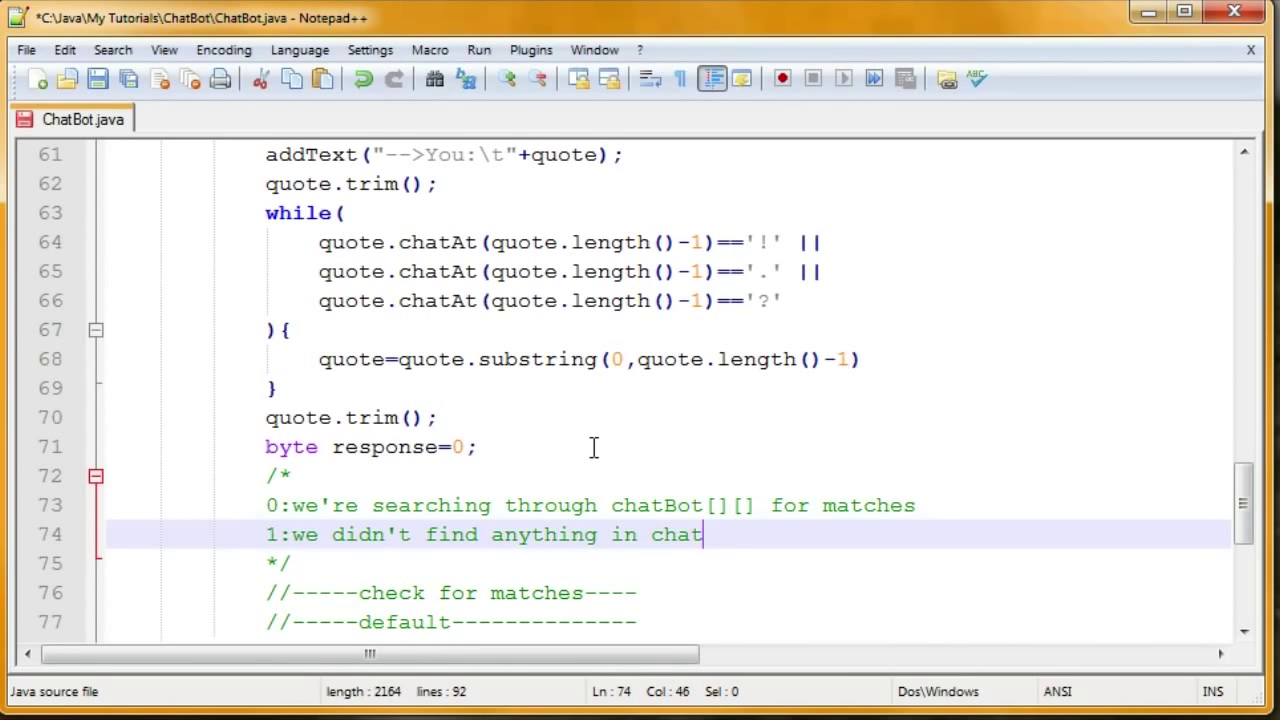 *C:\Java\My Tutorials\ChatBot\ChatBot.java - Notepad++
File Edit Search View Encoding Language Settings Macro Run Plugins Window ? X
ABC
ChatBot.java
61 addText("-->You:\t"+quote);
62 quote.trim();
63 while(
64 quote.chatAt(quote.length()-1)=='!' ||
65 quote.chatAt(quote.length()-1)=='.' ||
66 quote.chatAt(quote.length()-1)=='?'
67 ){
68 quote=quote.substring(0,quote.length()-1)
69 }
70 quote.trim();
71 byte response=0;
72 /*
73 0:we're searching through chatBot[][] for matches
74 1:we didn't find anything in chat
75 */
76 //-----check for matches----
77 //-----default--------------
Java source file length : 2164 lines : 92 Ln : 74 Col : 46 Sel : 0 Dos\Windows ANSI INS